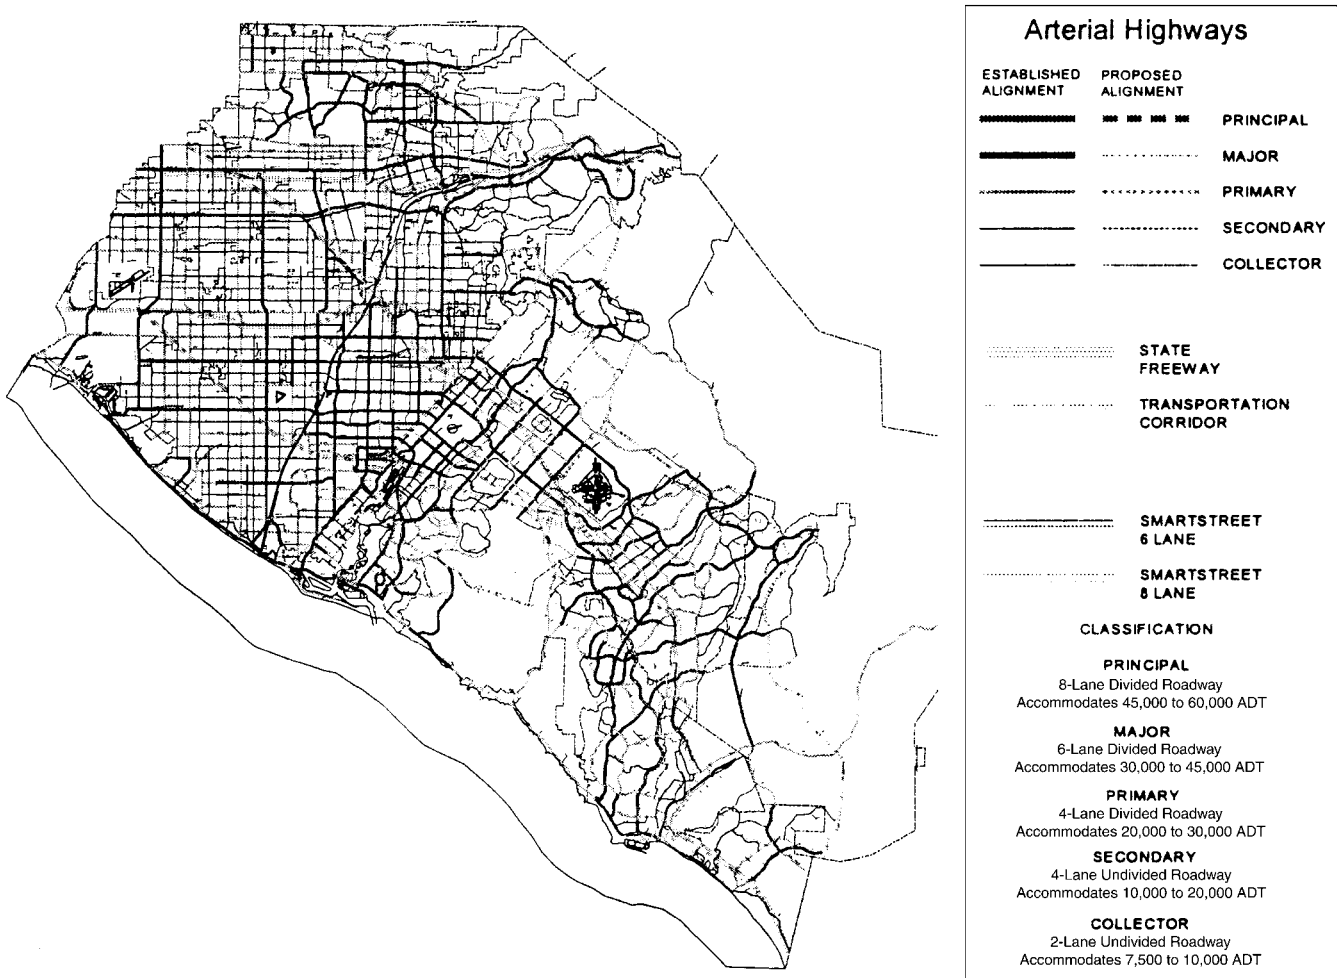 Arterial Highways
ESTABLISHED PROPOSED
ALIGNMENT ALIGNMENT
PRINCIPAL
MAJOR
PRIMARY
SECONDARY
COLLECTOR
STATE
FREEWAY
TRANSPORTATION
CORRIDOR
SMARTSTREET
6 LANE
SMARTSTREET
8 LANE
CLASSIFICATION
PRINCIPAL
8-Lane Divided Roadway
Accommodates 45,000 to 60,000 ADT
MAJOR
6-Lane Divided Roadway
Accommodates 30,000 to 45,000 ADT
PRIMARY
4-Lane Divided Roadway
Accommodates 20,000 to 30,000 ADT
SECONDARY
4-Lane Undivided Roadway
Accommodates 10,000 to 20,000 ADT
COLLECTOR
2-Lane Undivided Roadway
Accommodates 7,500 to 10,000 ADT